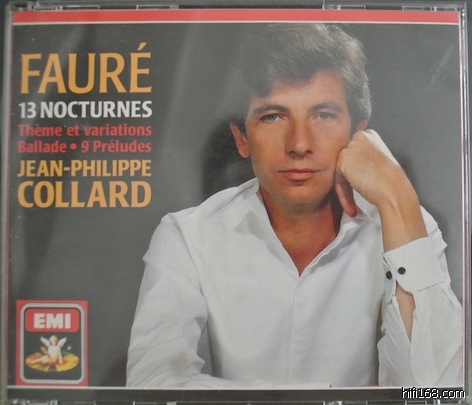 FAURÉ
13 NOCTURNES
Thème et variations
Ballade • 9 Préludes
JEAN-PHILIPPE
COLLARD
EMI
hifi168.com